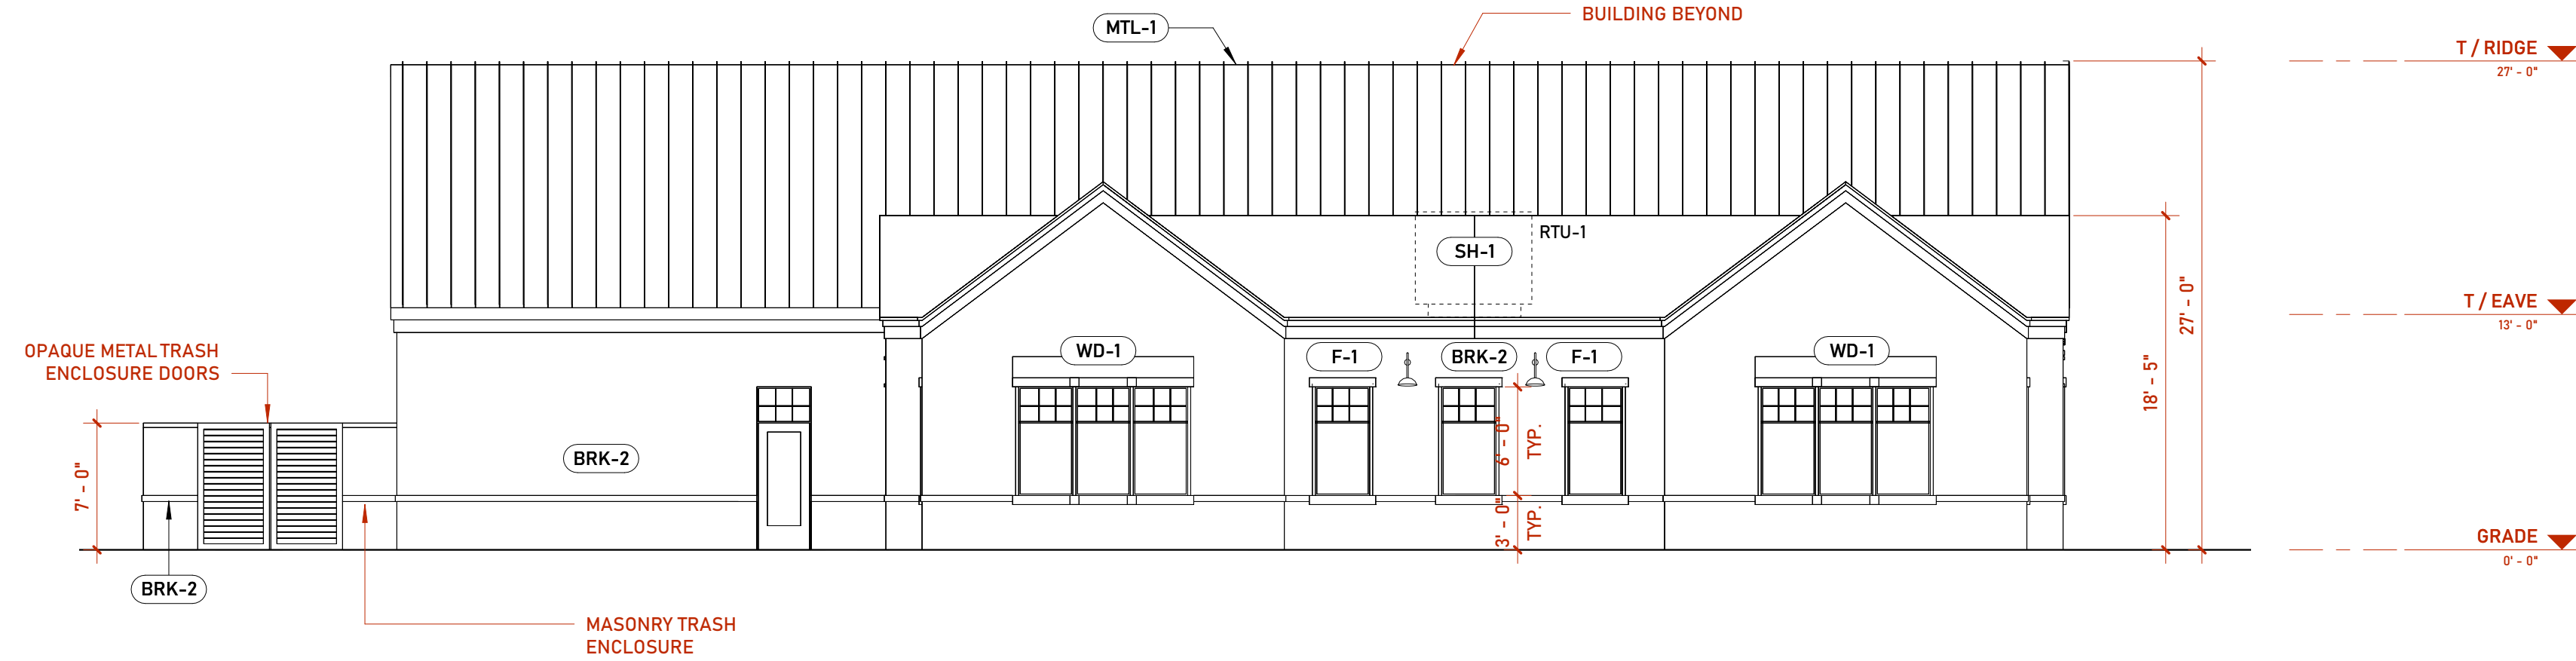 BUILDING BEYOND
MTL-1
T / RIDGE
27' - 0"
RTU-1
SH-1
18' - 5"
27' - 0"
T / EAVE
13' - 0"
OPAQUE METAL TRASH
ENCLOSURE DOORS
WD-1
F-1
BRK-2
F-1
WD-1
6' - 0"
TYP.
BRK-2
7' - 0"
3' - 0"
TYP.
GRADE
0' - 0"
BRK-2
MASONRY TRASH
ENCLOSURE